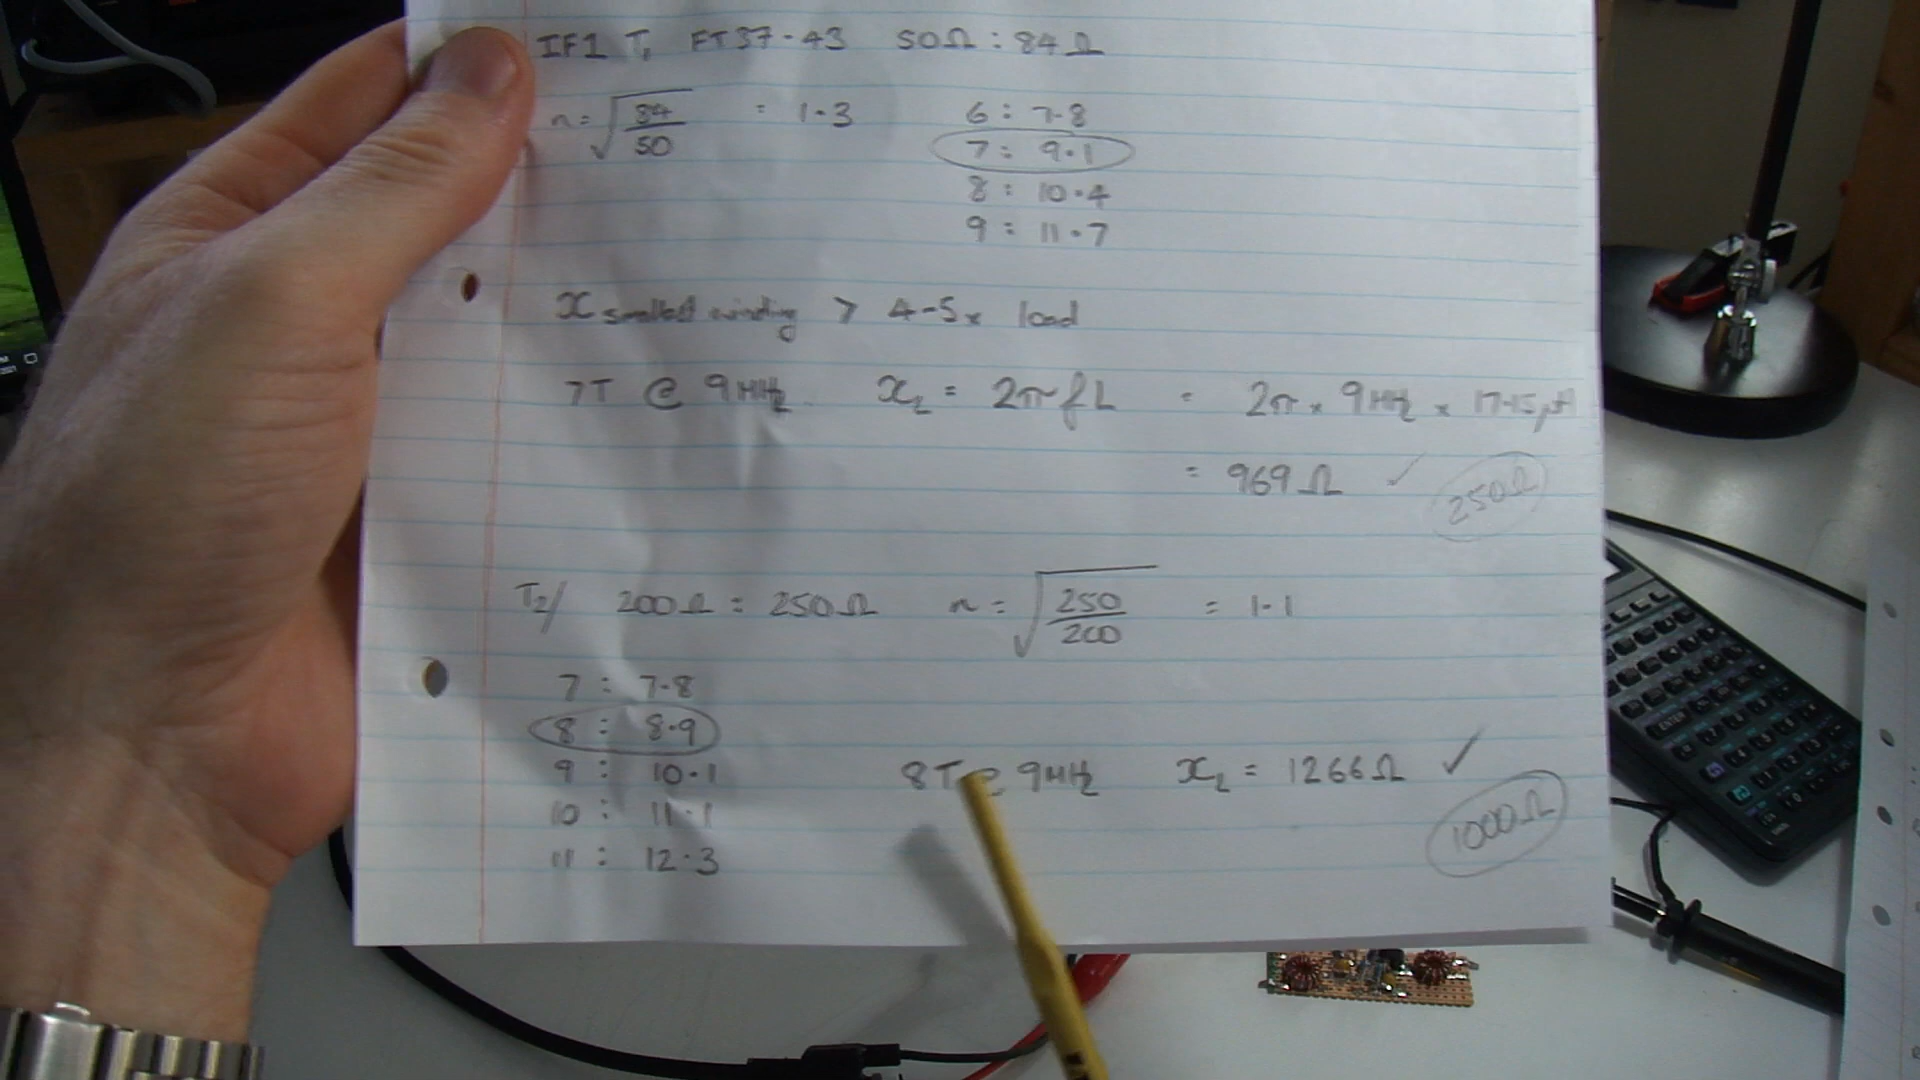 IF1 T1 FT37-43 50Ω : 84Ω
n = √84/50 = 1.3
6 : 7.8
7 : 9.1
8 : 10.4
9 : 11.7
X smallest winding > 4-5x load
7T @ 9MHz XL = 2πfL = 2π x 9MHz x 17.15μH
= 969Ω ✓
250Ω
T2/ 200Ω : 250Ω n = √250/200 = 1.1
7 : 7.8
8 : 8.9
9 : 10.1
10 : 11.1
11 : 12.3
8T @ 9MHz XL = 1266Ω ✓
1000Ω